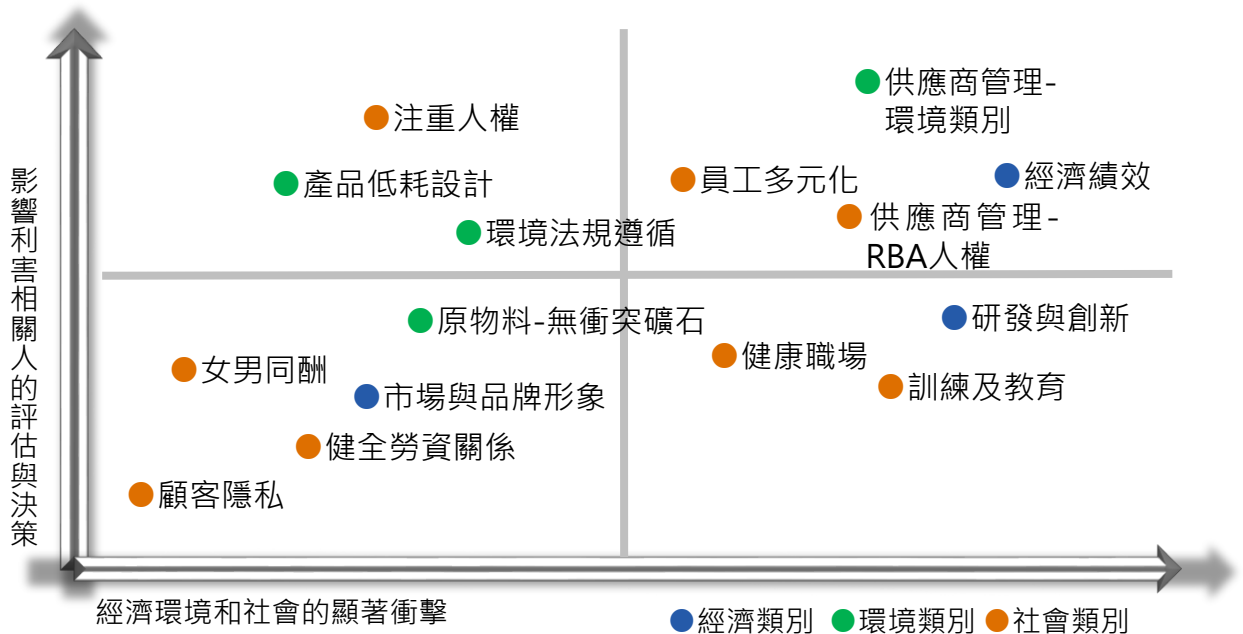 供應商管理-
環境類別
注重人權
產品低耗設計
員工多元化
經濟績效
環境法規遵循
供應商管理-
RBA人權
影響利害相關人的評估與決策
原物料-無衝突礦石
研發與創新
女男同酬
健康職場
市場與品牌形象
訓練及教育
健全勞資關係
顧客隱私
經濟環境和社會的顯著衝擊
經濟類別 環境類別 社會類別